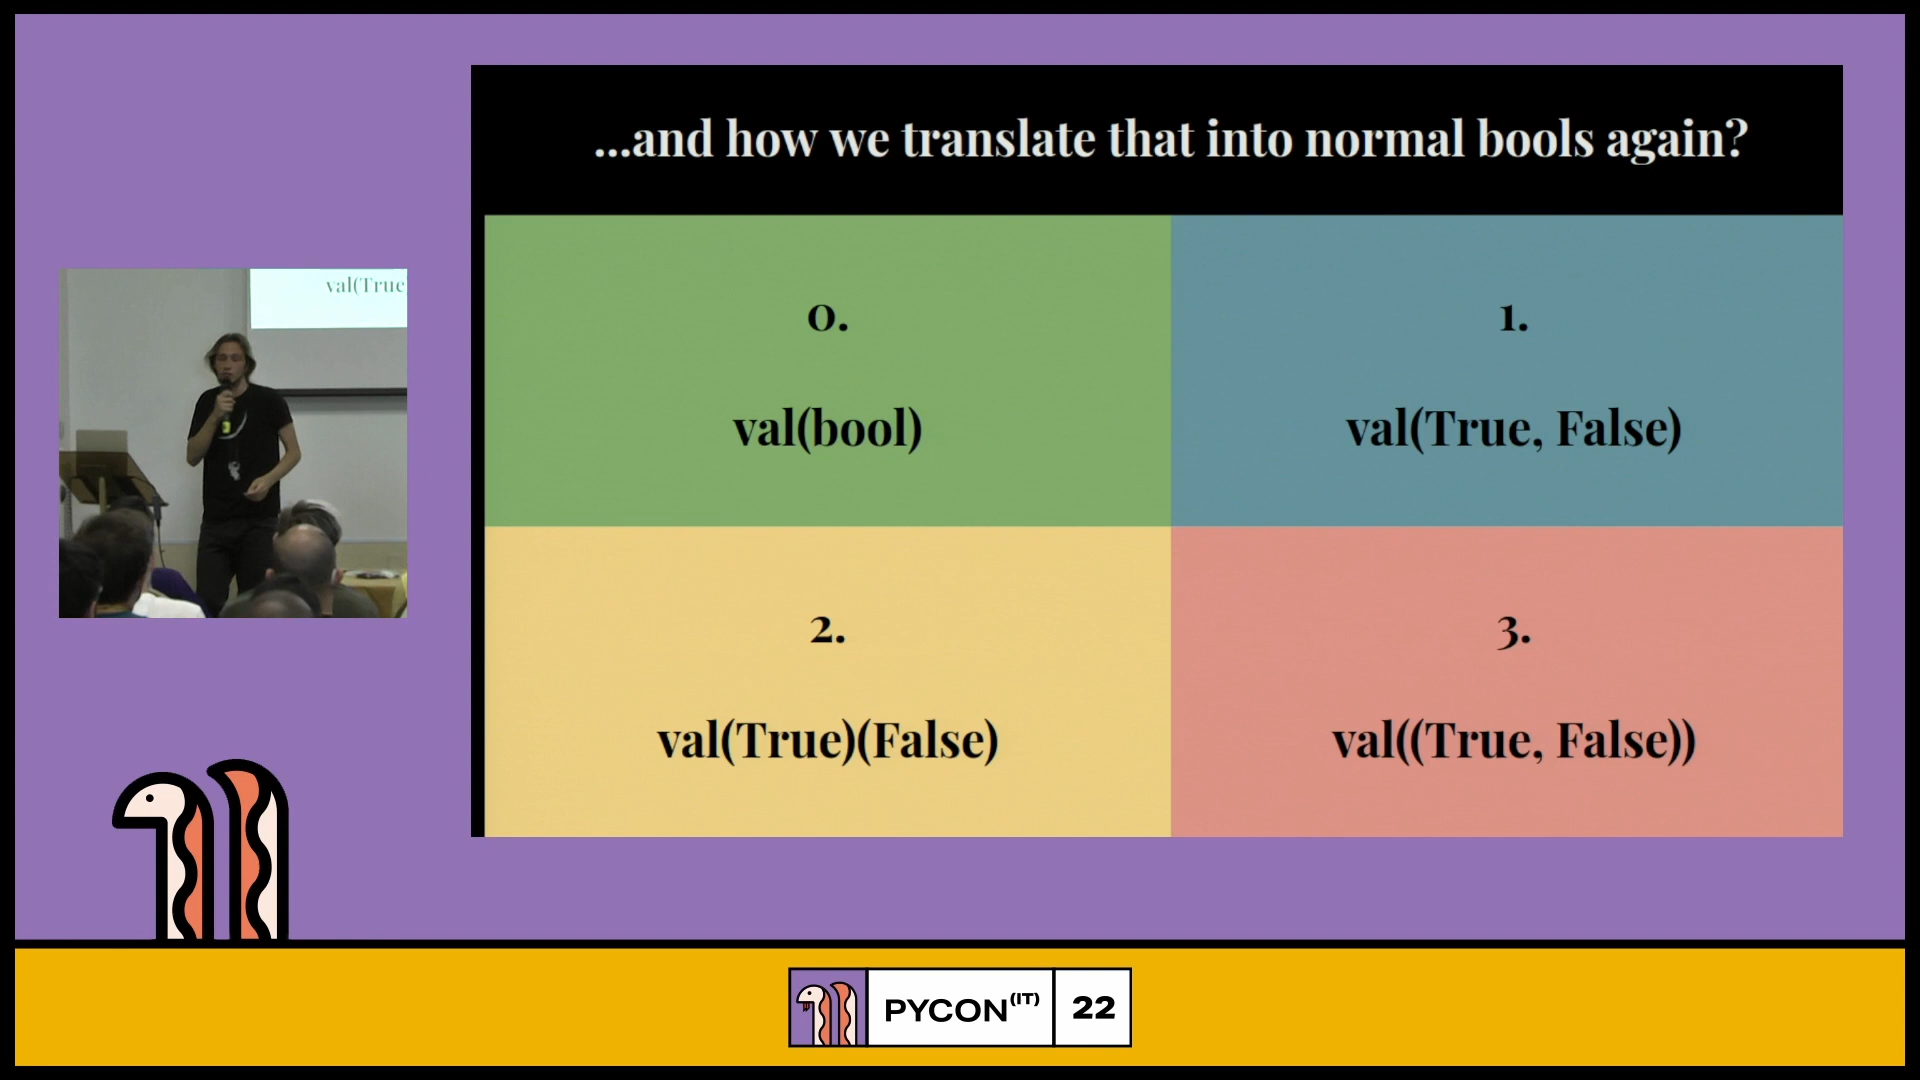 ...and how we translate that into normal bools again?
0.
val(bool)
1.
val(True, False)
2.
val(True)(False)
3.
val((True, False))
val(True,
PYCON(IT) 22